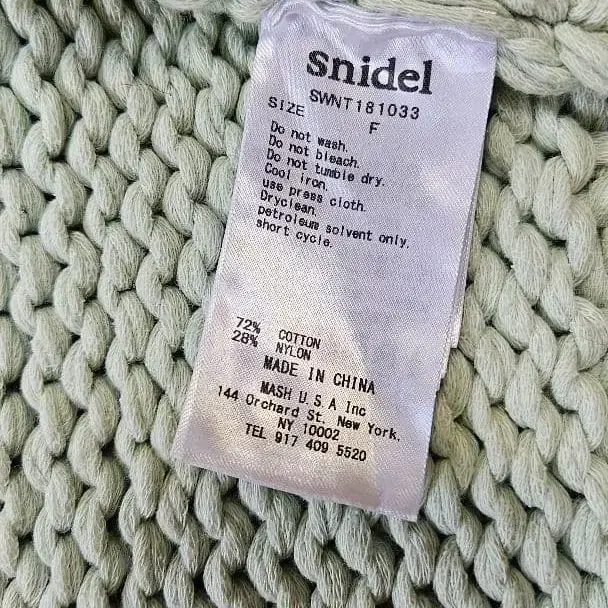 snidel
SWNT181033
SIZE
F
Do not wash.
Do not bleach.
Do not tumble dry.
Cool iron.
use press cloth.
Dryclean.
petroleum solvent only.
short cycle.
72% COTTON
28% NYLON
MADE IN CHINA
MASH U.S.A Inc
144 Orchard St. New York.
NY 10002
TEL 917 409 5520